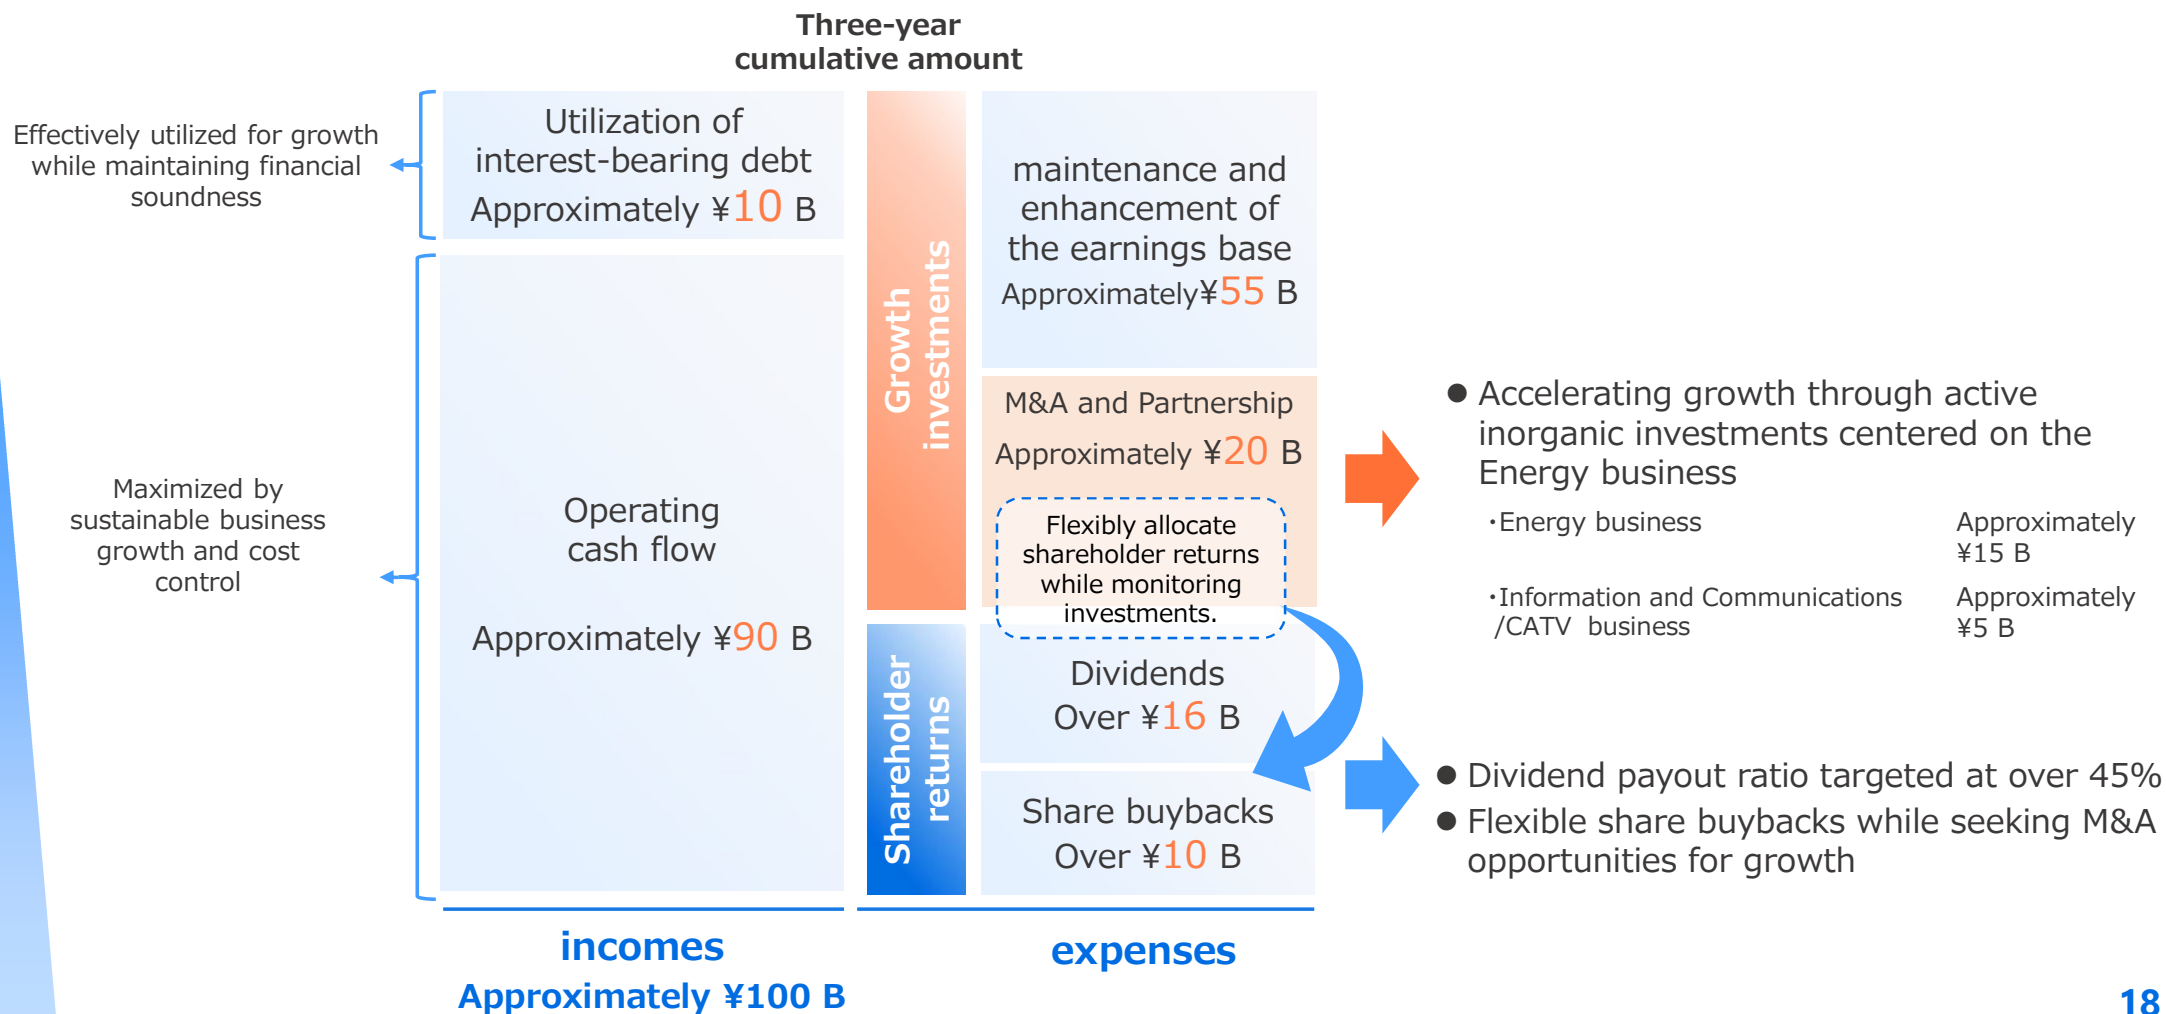 Three-year
cumulative amount
Effectively utilized for growth
while maintaining financial
soundness
Utilization of
interest-bearing debt
Approximately ¥10 B
Maximized by
sustainable business
growth and cost
control
Operating
cash flow
Approximately ¥90 B
incomes
Approximately ¥100 B
Growth
investments
maintenance and
enhancement of
the earnings base
Approximately¥55 B
M&A and Partnership
Approximately ¥20 B
Flexibly allocate
shareholder returns
while monitoring
investments.
Shareholder
returns
Dividends
Over ¥16 B
Share buybacks
Over ¥10 B
expenses
● Accelerating growth through active
inorganic investments centered on the
Energy business
・Energy business Approximately
¥15 B
・Information and Communications Approximately
/CATV business ¥5 B
● Dividend payout ratio targeted at over 45%
● Flexible share buybacks while seeking M&A
opportunities for growth
18